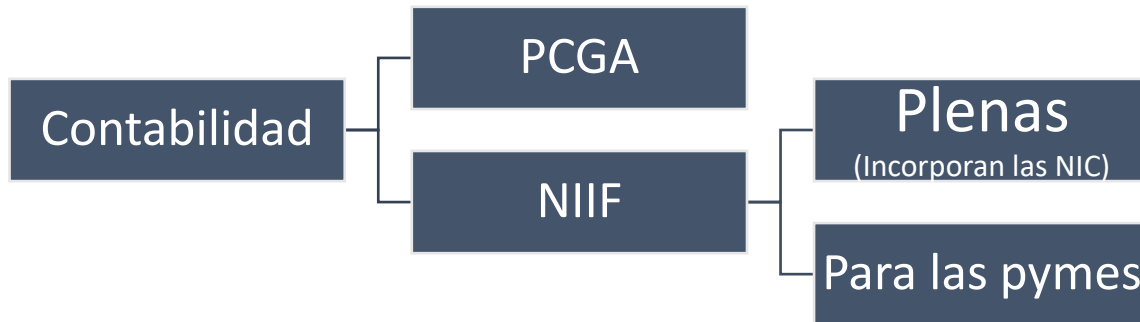 Contabilidad
PCGA
NIIF
Plenas
(Incorporan las NIC)
Para las pymes